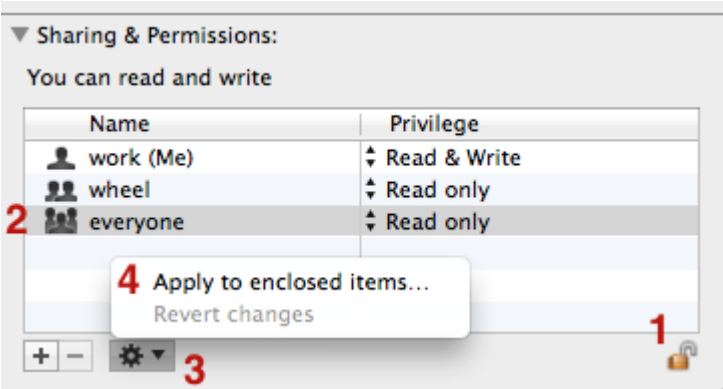 Sharing & Permissions:
You can read and write
Name Privilege
work (Me) Read & Write
wheel Read only
2 everyone Read only
4 Apply to enclosed items...
Revert changes
1
+ − 3